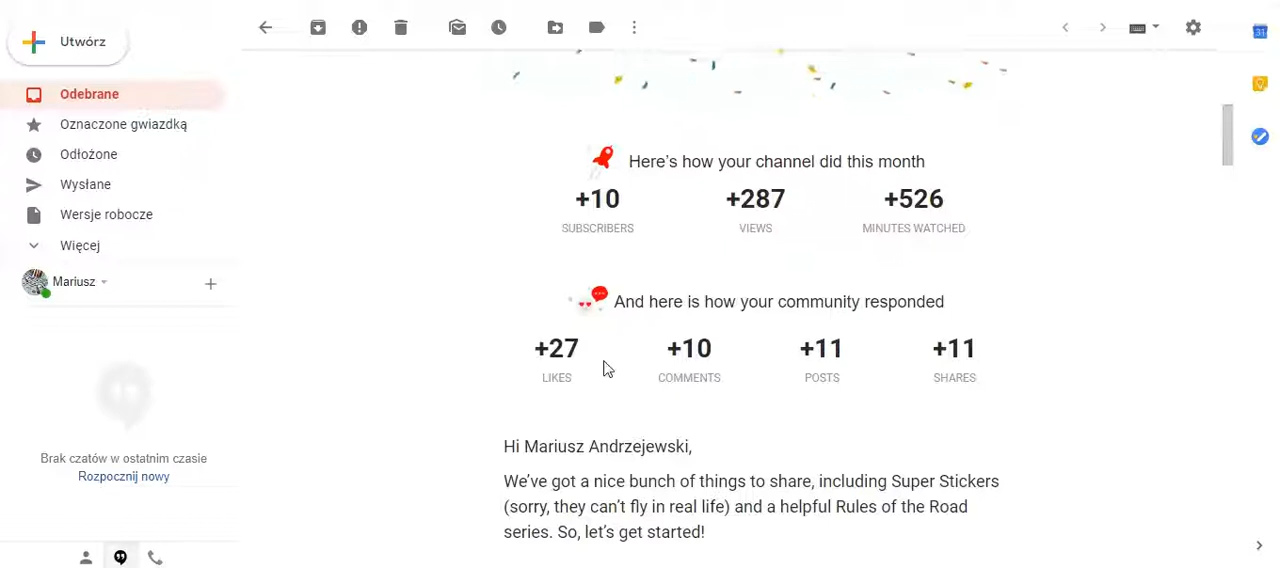 Utwórz
Odebrane
Oznaczone gwiazdką
Odłożone
Wysłane
Wersje robocze
Więcej
Mariusz
Brak czatów w ostatnim czasie
Rozpocznij nowy
31
Here’s how your channel did this month
+10 +287 +526
SUBSCRIBERS VIEWS MINUTES WATCHED
And here is how your community responded
+27 +10 +11 +11
LIKES COMMENTS POSTS SHARES
Hi Mariusz Andrzejewski,
We’ve got a nice bunch of things to share, including Super Stickers
(sorry, they can’t fly in real life) and a helpful Rules of the Road
series. So, let’s get started!